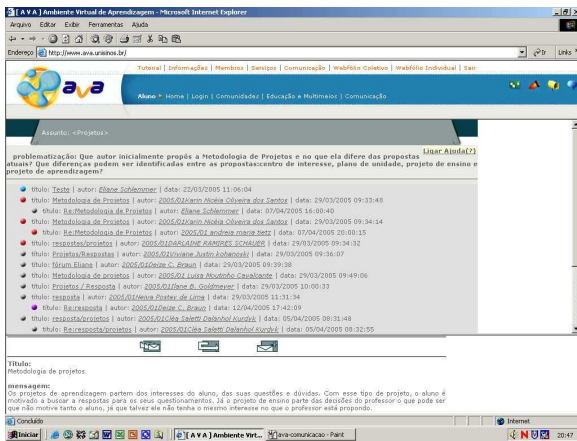 [ A V A ] Ambiente Virtual de Aprendizagem - Microsoft Internet Explorer
Arquivo Editar Exibir Ferramentas Ajuda
Endereço http://www.ava.unisinos.br/ Ir Links
Tutorial | Informações | Membros | Serviços | Comunicação | Webfólio Coletivo | Webfólio Individual | Sair
ava
Aluno Home | Login | Comunidades | Educação e Multimeios | Comunicação
Assunto: <Projetos>
Ligar Ajuda(?)
problematização: Que autor inicialmente propôs a Metodologia de Projetos e no que ela difere das propostas
atuais? Que diferenças podem ser identificadas entre as propostas:centro de interesse, plano de unidade, projeto de ensino e
projeto de aprendizagem?
título: Teste | autor: Eliane Schlemmer | data: 22/03/2005 11:06:04
título: Metodologia de Projetos | autor: 2005/01Karin Nicéia Oliveira dos Santos | data: 29/03/2005 09:33:48
título: Re:Metodologia de Projetos | autor: Eliane Schlemmer | data: 07/04/2005 16:00:40
título: Metodologia de Projetos | autor: 2005/01Karin Nicéia Oliveira dos Santos | data: 29/03/2005 09:34:14
título: Re:Metodologia de Projetos | autor: 2005/01 andreia maria tietz | data: 07/04/2005 20:00:15
título: respostas/projetos | autor: 2005/01DARLAINE RAMIRES SCHAUER | data: 29/03/2005 09:34:32
título: Projetos/Respostas | autor: 2005/01Viviane Justin kohanoski | data: 29/03/2005 09:36:07
título: fórum Eliane | autor: 2005/01Deize C. Braun | data: 29/03/2005 09:39:38
título: Metodologia de projetos | autor: 2005/01 Luisa Moutinho Cavalcante | data: 29/03/2005 09:49:06
título: Projetos / Resposta | autor: 2005/01Ilane B. Goldmeyer | data: 29/03/2005 10:00:33
título: resposta | autor: 2005/01Neiva Postay de Lima | data: 29/03/2005 11:31:34
título: Re:resposta | autor: 2005/01Deize C. Braun | data: 12/04/2005 17:42:09
título: resposta/projetos | autor: 2005/01Cléa Saletti Dalanhol Kurdyk | data: 05/04/2005 08:31:48
título: Re:resposta/projetos | autor: 2005/01Cléa Saletti Dalanhol Kurdyk | data: 05/04/2005 08:32:55
Título:
Metodologia de projetos
mensagem:
Os projetos de aprendizagem partem dos interesses do aluno, das suas questões e dúvidas. Com esse tipo de projeto, o aluno é
motivado a buscar a respostas para os seus questionamentos. Já o projeto de ensino parte das decisões do professor o que pode ser
que não motive tanto o aluno, já que talvez ele não tenha o mesmo interesse no que o professor está propondo.
Concluído Internet
Iniciar [ A V A ] Ambiente Virt... ava-comunicacao - Paint 20:47